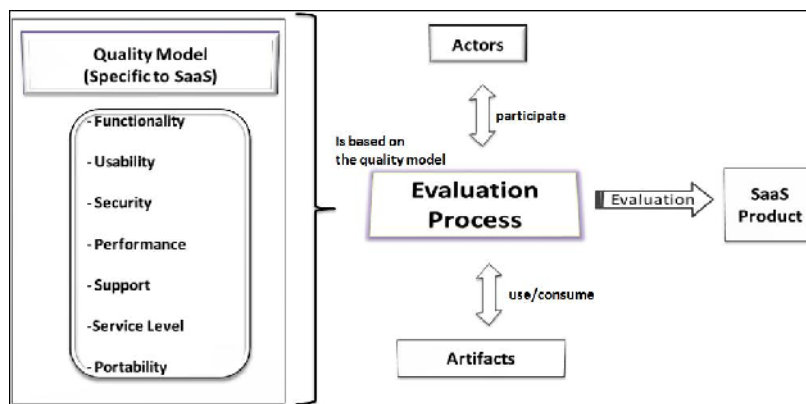 Quality Model
(Specific to SaaS)
- Functionality
- Usability
- Security
- Performance
- Support
-Service Level
- Portability
Actors
participate
Is based on
the quality model
Evaluation
Process
Evaluation
SaaS
Product
use/consume
Artifacts